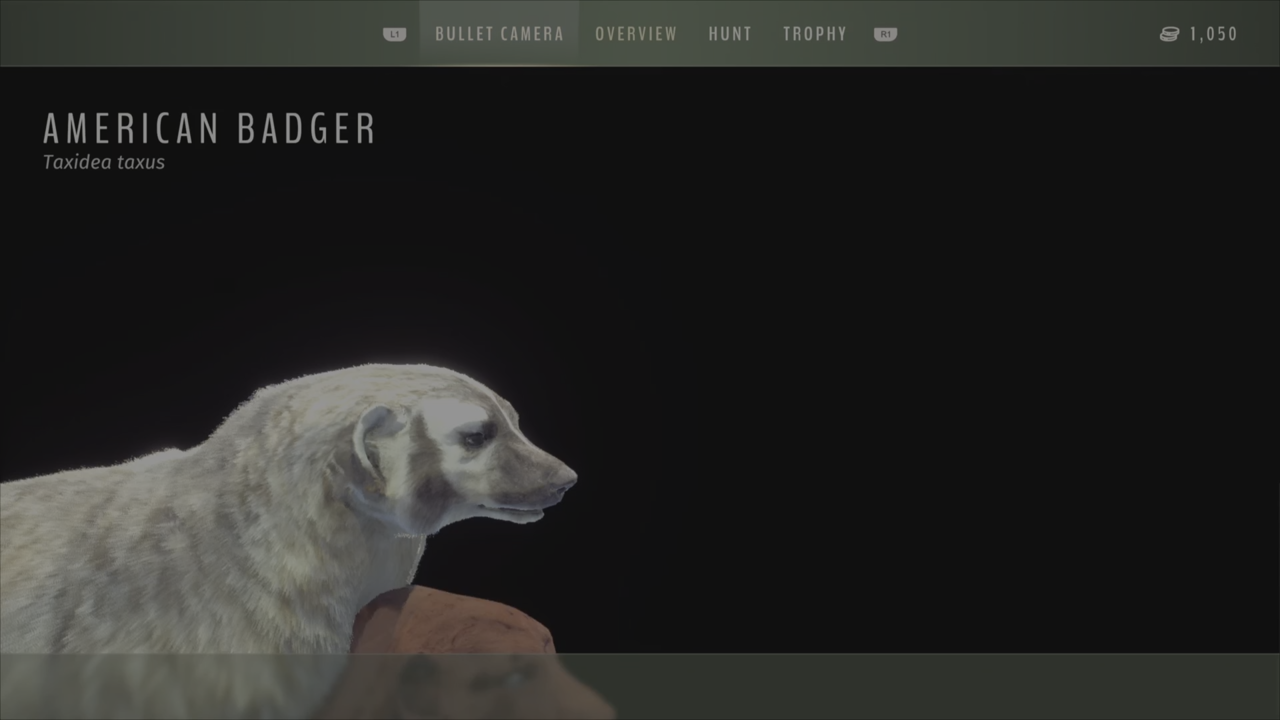 L1 BULLET CAMERA OVERVIEW HUNT TROPHY R1 1,050
AMERICAN BADGER
Taxidea taxus